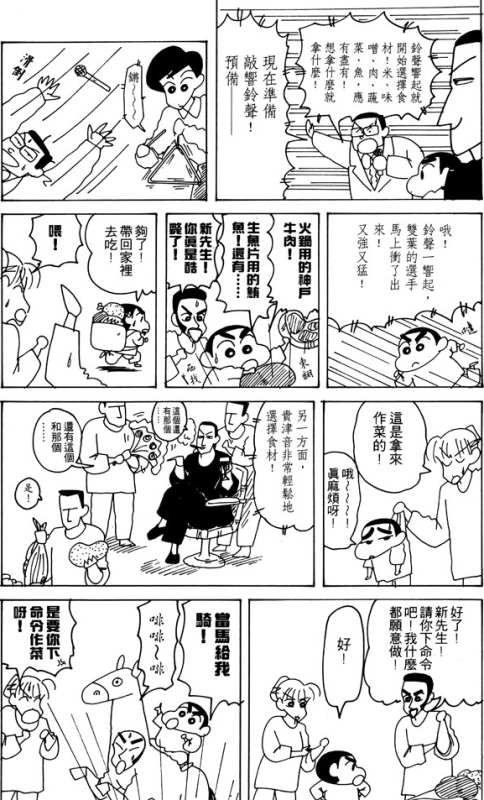 鈴聲響起就
開始選擇食
材！米、味
噌、肉、蔬
菜、魚，應
有盡有！
想拿什麼就
拿什麼！
現在準備
敲響鈴聲！
預備——
鏘
滑倒
哦！
鈴聲一響起，
雙葉的選手
馬上衝了出
來！
又強又猛！
火鍋用的神戶
牛肉！
生魚片用的鮪
魚！還有……
新先生！
你真是酷
斃了！
夠了！
帶回家裡
去吃！
喂！
這是拿來
作菜的！
哦～～～！
真麻煩呀！
另一方面，
貴津音非常輕鬆地
選擇食材！
這個還
有那個
……
還有這個
和那個
……
是！
好了！
新先生！
請你下命令
吧！我什麼
都願意做！
好！
當馬給我
騎！
啡啡～啡
是要你下
命令作菜
呀！